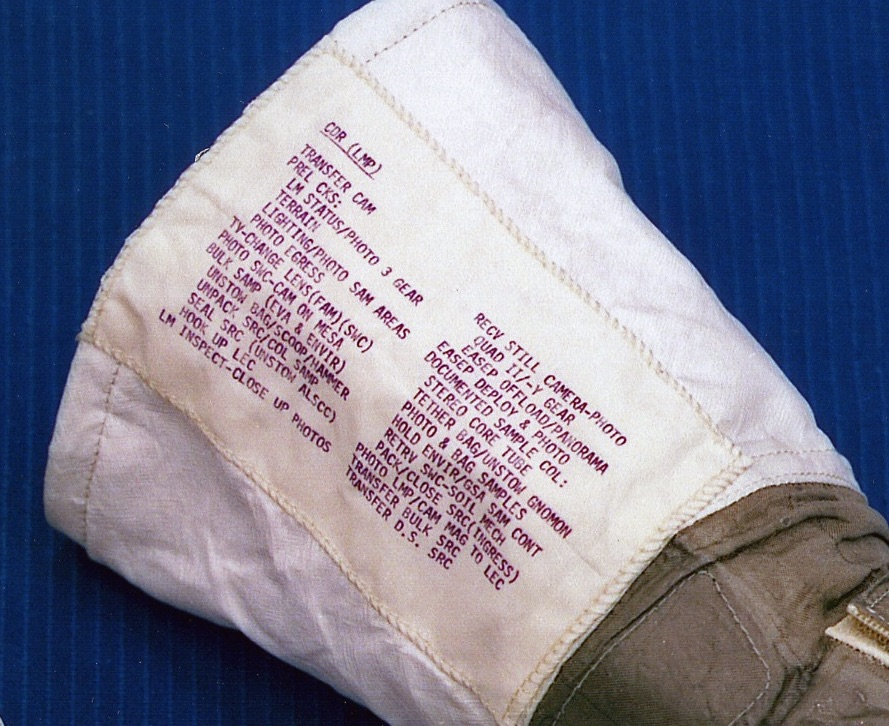 CDR (LMP)
TRANSFER CAM
PREL CKS:
LM STATUS/PHOTO 3 GEAR
TERRAIN
LIGHTING/PHOTO SAM AREAS
PHOTO EGRESS
TV-CHANGE LENS(FAM)(SWC)
PHOTO SWC-CAM ON MESA
BULK SAMP (EVA & ENVIR)
UNSTOW BAG/SCOOP/HAMMER
UNPACK SRC/COL SAMP
SEAL SRC (UNSTOW ALSCC)
HOOK UP LEC
LM INSPECT-CLOSE UP PHOTOS
RECV STILL CAMERA-PHOTO
QUAD II/-Y GEAR
EASEP OFFLOAD/PANORAMA
EASEP DEPLOY & PHOTO
DOCUMENTED SAMPLE COL:
STEREO CORE TUBE
TETHER BAG/UNSTOW GNOMON
PHOTO & BAG SAMPLES
HOLD ENVIR/GSA SAM CONT
RETRV SWC-SOIL MECH
PACK/CLOSE SRC(INGRESS)
PHOTO LMP/CAM MAG TO LEC
TRANSFER BULK SRC
TRANSFER D.S. SRC